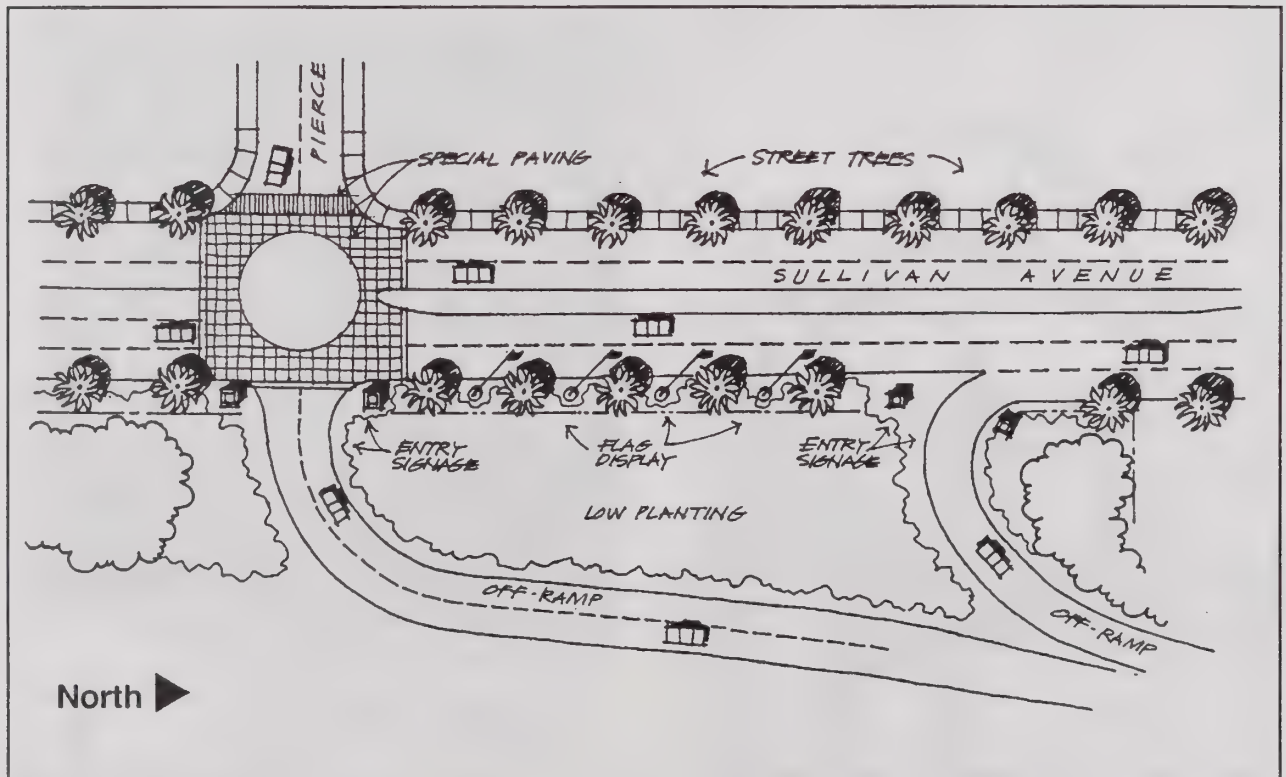 PIERCE
SPECIAL PAVING
STREET TREES
SULLIVAN AVENUE
ENTRY
SIGNAGE
FLAG
DISPLAY
ENTRY
SIGNAGE
LOW PLANTING
OFF-RAMP
OFF-RAMP
North